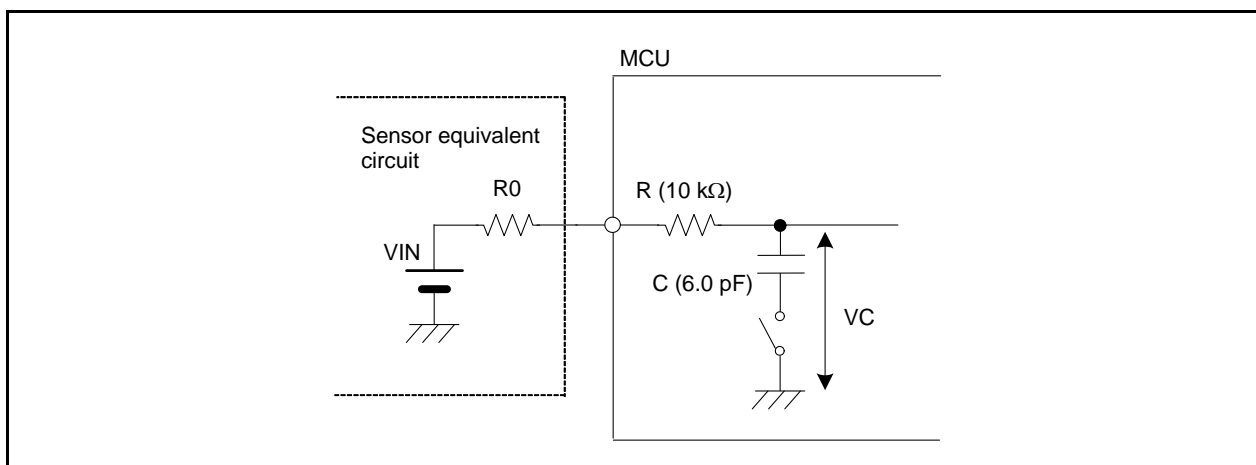 MCU
Sensor equivalent
circuit
R0
R (10 kΩ)
VIN
C (6.0 pF)
VC